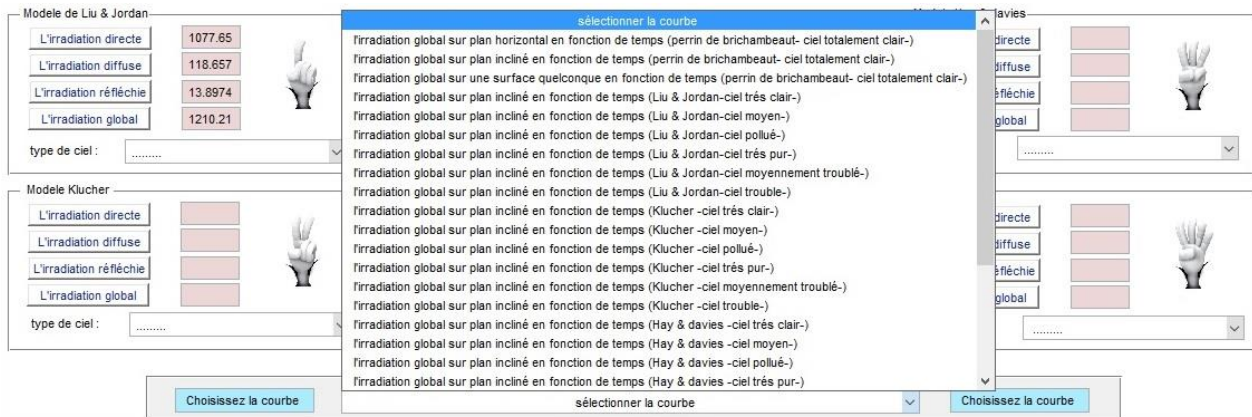 Modele de Liu & Jordan
L'irradiation directe 1077.65
L'irradiation diffuse 118.657
L'irradiation réfléchie 13.8974
L'irradiation global 1210.21
type de ciel : .........
Modele Klucher
L'irradiation directe
L'irradiation diffuse
L'irradiation réfléchie
L'irradiation global
type de ciel : .........
sélectionner la courbe
l'irradiation global sur plan horizontal en fonction de temps (perrin de brichambeaut- ciel totalement clair-)
l'irradiation global sur plan incliné en fonction de temps (perrin de brichambeaut- ciel totalement clair-)
l'irradiation global sur une surface quelconque en fonction de temps (perrin de brichambeaut- ciel totalement clair-)
l'irradiation global sur plan incliné en fonction de temps (Liu & Jordan-ciel trés clair-)
l'irradiation global sur plan incliné en fonction de temps (Liu & Jordan-ciel moyen-)
l'irradiation global sur plan incliné en fonction de temps (Liu & Jordan-ciel pollué-)
l'irradiation global sur plan incliné en fonction de temps (Liu & Jordan-ciel trés pur-)
l'irradiation global sur plan incliné en fonction de temps (Liu & Jordan-ciel moyennement troublé-)
l'irradiation global sur plan incliné en fonction de temps (Liu & Jordan-ciel trouble-)
l'irradiation global sur plan incliné en fonction de temps (Klucher -ciel trés clair-)
l'irradiation global sur plan incliné en fonction de temps (Klucher -ciel moyen-)
l'irradiation global sur plan incliné en fonction de temps (Klucher -ciel pollué-)
l'irradiation global sur plan incliné en fonction de temps (Klucher -ciel trés pur-)
l'irradiation global sur plan incliné en fonction de temps (Klucher -ciel moyennement troublé-)
l'irradiation global sur plan incliné en fonction de temps (Klucher -ciel trouble-)
l'irradiation global sur plan incliné en fonction de temps (Hay & davies -ciel trés clair-)
l'irradiation global sur plan incliné en fonction de temps (Hay & davies -ciel moyen-)
l'irradiation global sur plan incliné en fonction de temps (Hay & davies -ciel pollué-)
l'irradiation global sur plan incliné en fonction de temps (Hay & davies -ciel trés pur-)
davies
directe
diffuse
éfléchie
global
.........
directe
diffuse
éfléchie
global
.........
Choisissez la courbe sélectionner la courbe Choisissez la courbe